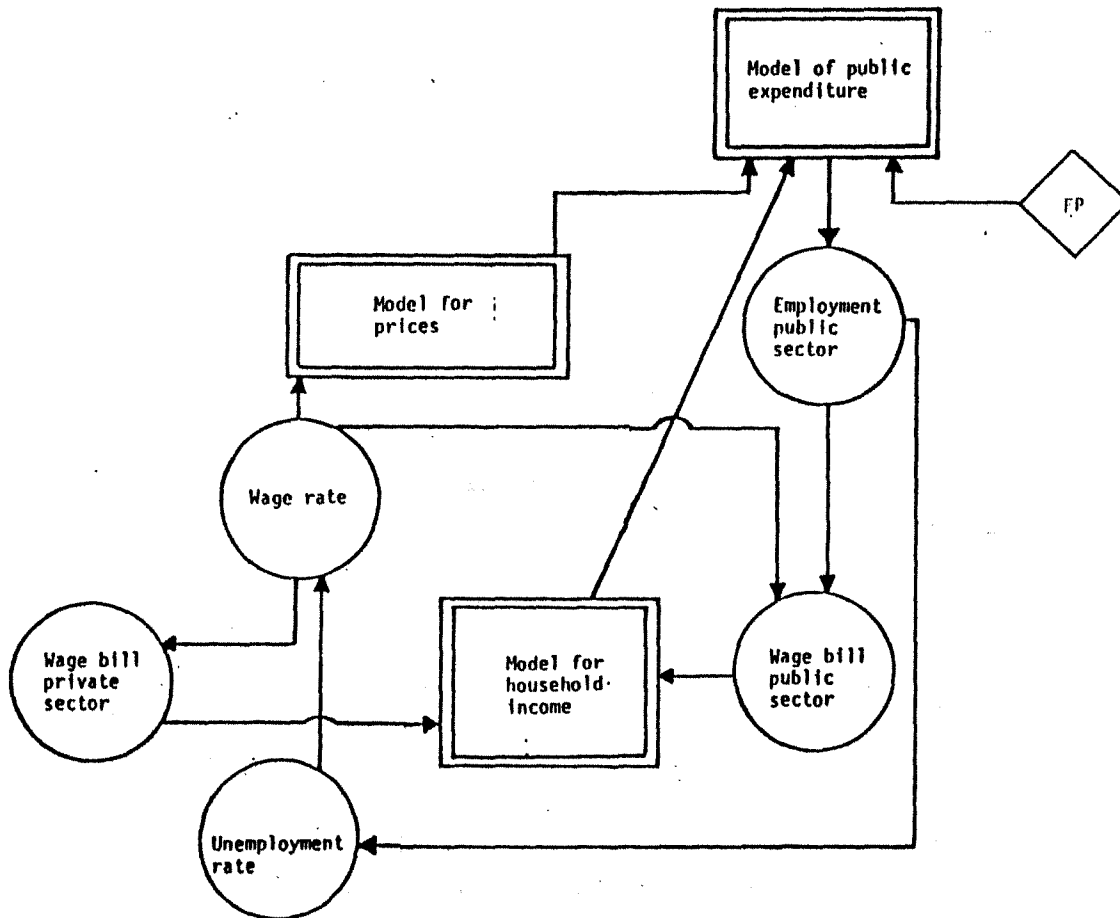 Model of public
expenditure
FP
Model for
prices
Employment
public
sector
Wage rate
Wage bill
private
sector
Model for
household
income
Wage bill
public
sector
Unemployment
rate